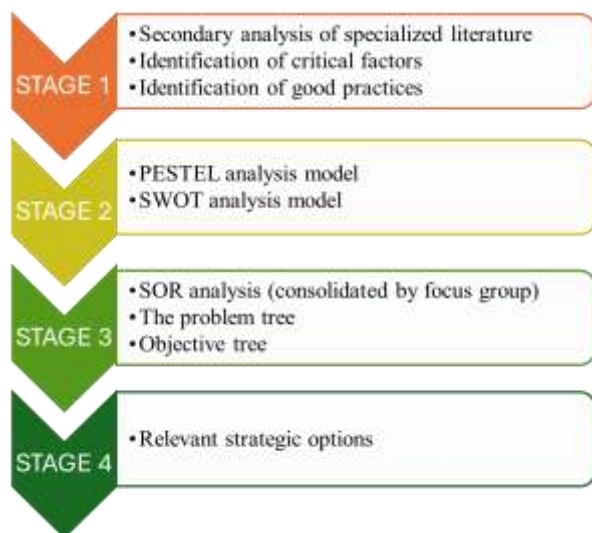 STAGE 1
•Secondary analysis of specialized literature
•Identification of critical factors
•Identification of good practices
STAGE 2
•PESTEL analysis model
•SWOT analysis model
STAGE 3
•SOR analysis (consolidated by focus group)
•The problem tree
•Objective tree
STAGE 4
•Relevant strategic options